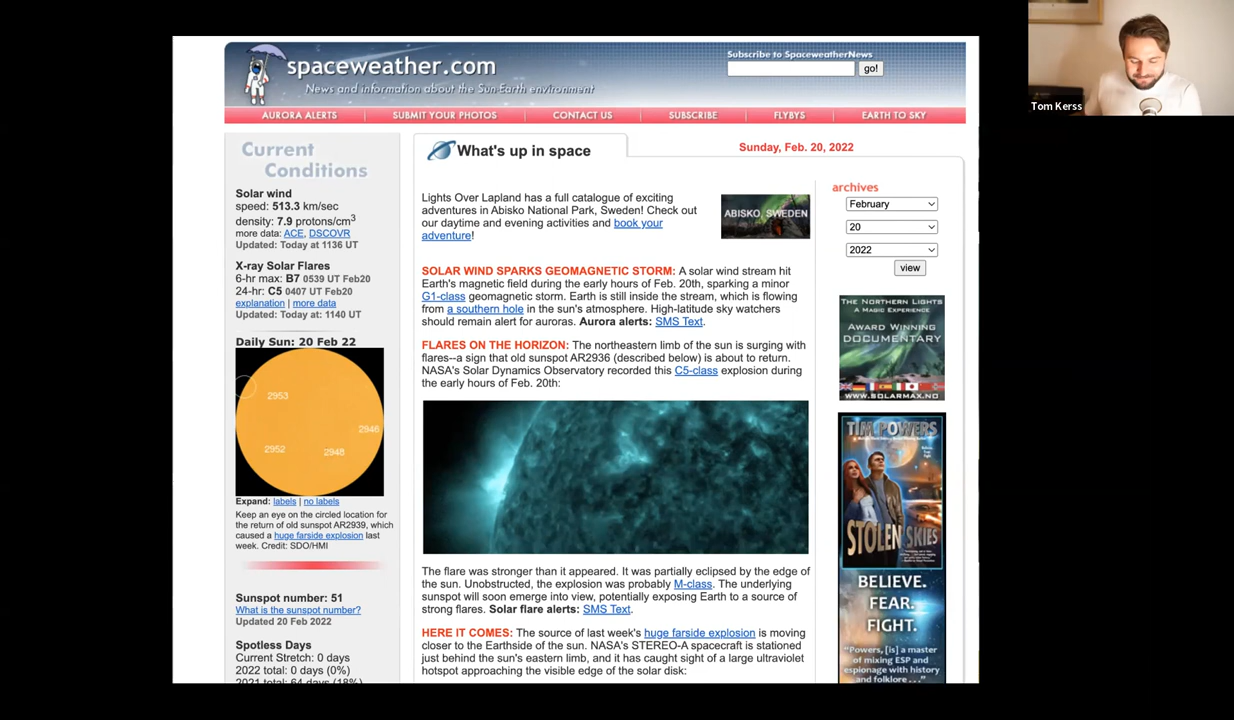 spaceweather.com
News and information about the Sun Earth environment
Subscribe to SpaceweatherNews
go!
AURORA ALERTS
SUBMIT YOUR PHOTOS
CONTACT US
SUBSCRIBE
FLYBYS
EARTH TO SKY
Tom Kerss
Current
Conditions
Solar wind
speed: 513.3 km/sec
density: 7.9 protons/cm3
more data: ACE, DSCOVR
Updated: Today at 1136 UT
X-ray Solar Flares
6-hr max: B7 0539 UT Feb20
24-hr: C5 0407 UT Feb20
explanation | more data
Updated: Today at: 1140 UT
Daily Sun: 20 Feb 22
2953
2946
2952
2948
Expand: labels | no labels
Keep an eye on the circled location for
the return of old sunspot AR2939, which
caused a huge farside explosion last
week. Credit: SDO/HMI
Sunspot number: 51
What is the sunspot number?
Updated 20 Feb 2022
Spotless Days
Current Stretch: 0 days
2022 total: 0 days (0%)
2021 total: 64 days (18%)
What's up in space
Sunday, Feb. 20, 2022
Lights Over Lapland has a full catalogue of exciting
adventures in Abisko National Park, Sweden! Check out
our daytime and evening activities and book your
adventure!
ABISKO, SWEDEN
SOLAR WIND SPARKS GEOMAGNETIC STORM: A solar wind stream hit
Earth's magnetic field during the early hours of Feb. 20th, sparking a minor
G1-class geomagnetic storm. Earth is still inside the stream, which is flowing
from a southern hole in the sun's atmosphere. High-latitude sky watchers
should remain alert for auroras. Aurora alerts: SMS Text.
FLARES ON THE HORIZON: The northeastern limb of the sun is surging with
flares--a sign that old sunspot AR2936 (described below) is about to return.
NASA's Solar Dynamics Observatory recorded this C5-class explosion during
the early hours of Feb. 20th:
The flare was stronger than it appeared. It was partially eclipsed by the edge of
the sun. Unobstructed, the explosion was probably M-class. The underlying
sunspot will soon emerge into view, potentially exposing Earth to a source of
strong flares. Solar flare alerts: SMS Text.
HERE IT COMES: The source of last week's huge farside explosion is moving
closer to the Earthside of the sun. NASA's STEREO-A spacecraft is stationed
just behind the sun's eastern limb, and it has caught sight of a large ultraviolet
hotspot approaching the visible edge of the solar disk:
archives
February
20
2022
view
THE NORTHERN LIGHTS
A MAGIC EXPERIENCE
AWARD WINNING
DOCUMENTARY
WWW.SOLARMAX.NO
TIM POWERS
STOLEN SKIES
BELIEVE.
FEAR.
FIGHT.
"Powers, [is] a master
of mixing ESP and
espionage with history
and folklore ..."